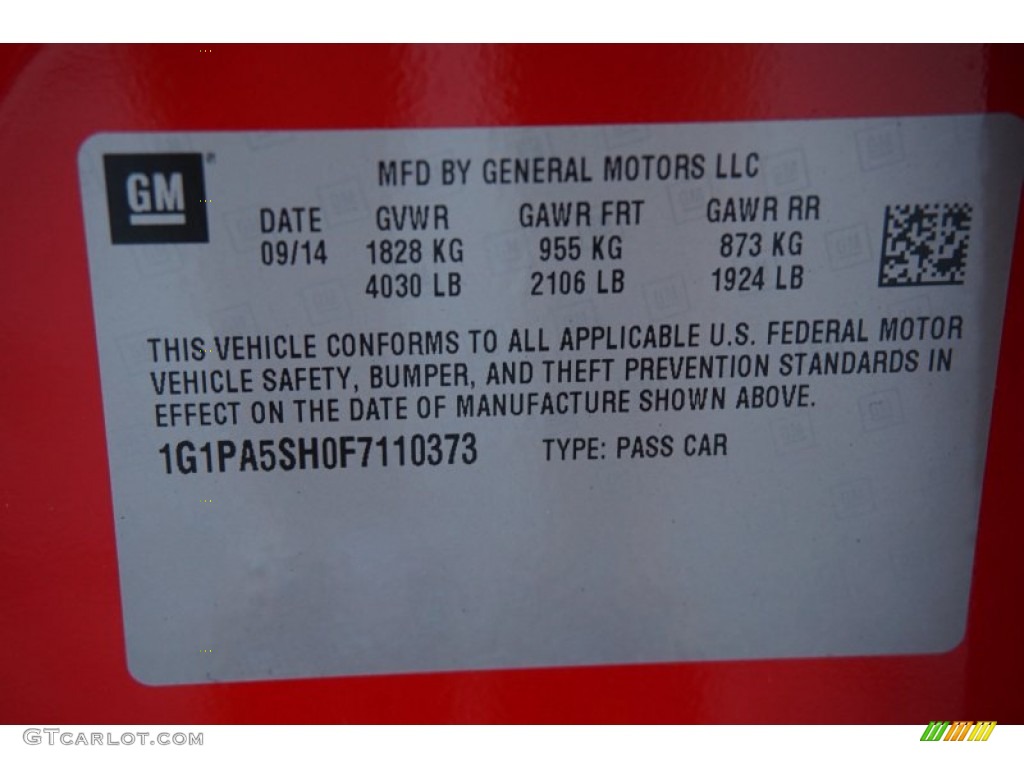 GM
MFD BY GENERAL MOTORS LLC
DATE GVWR GAWR FRT GAWR RR
09/14 1828 KG 955 KG 873 KG
4030 LB 2106 LB 1924 LB
THIS VEHICLE CONFORMS TO ALL APPLICABLE U.S. FEDERAL MOTOR
VEHICLE SAFETY, BUMPER, AND THEFT PREVENTION STANDARDS IN
EFFECT ON THE DATE OF MANUFACTURE SHOWN ABOVE.
1G1PA5SH0F7110373 TYPE: PASS CAR
GTCARLOT.COM